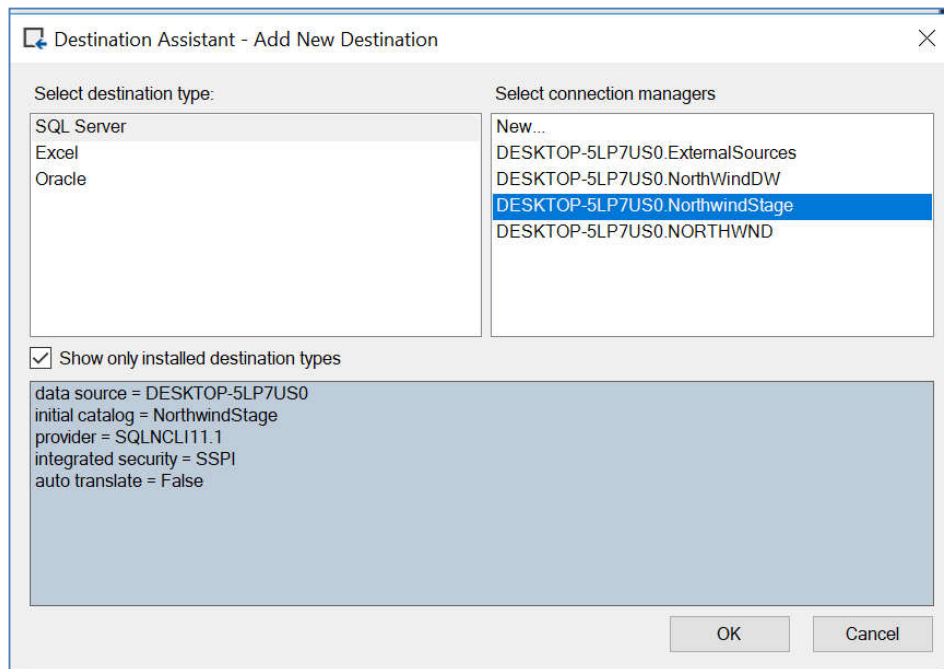 Destination Assistant - Add New Destination
Select destination type:
SQL Server
Excel
Oracle
Select connection managers
New...
DESKTOP-5LP7US0.ExternalSources
DESKTOP-5LP7US0.NorthWindDW
DESKTOP-5LP7US0.NorthwindStage
DESKTOP-5LP7US0.NORTHWND
Show only installed destination types
data source = DESKTOP-5LP7US0
initial catalog = NorthwindStage
provider = SQLNCLI11.1
integrated security = SSPI
auto translate = False
OK
Cancel